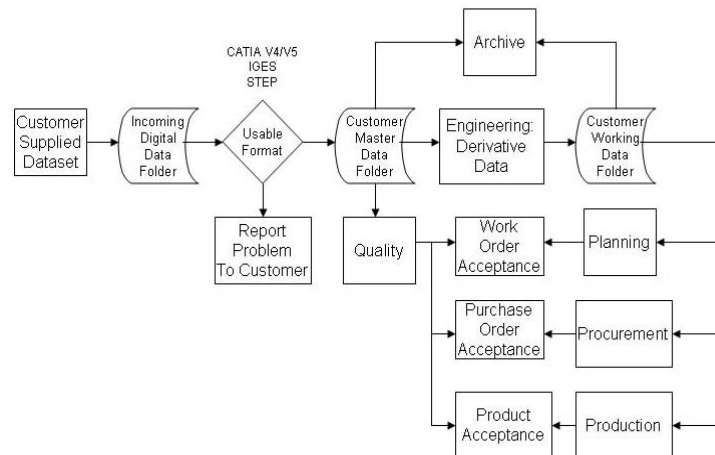 CATIA V4/V5
IGES
STEP
Archive
Customer
Supplied
Dataset
Incoming
Digital
Data
Folder
Usable
Format
Customer
Master
Data
Folder
Engineering:
Derivative
Data
Customer
Working
Data
Folder
Report
Problem
To Customer
Quality
Work
Order
Acceptance
Planning
Purchase
Order
Acceptance
Procurement
Product
Acceptance
Production